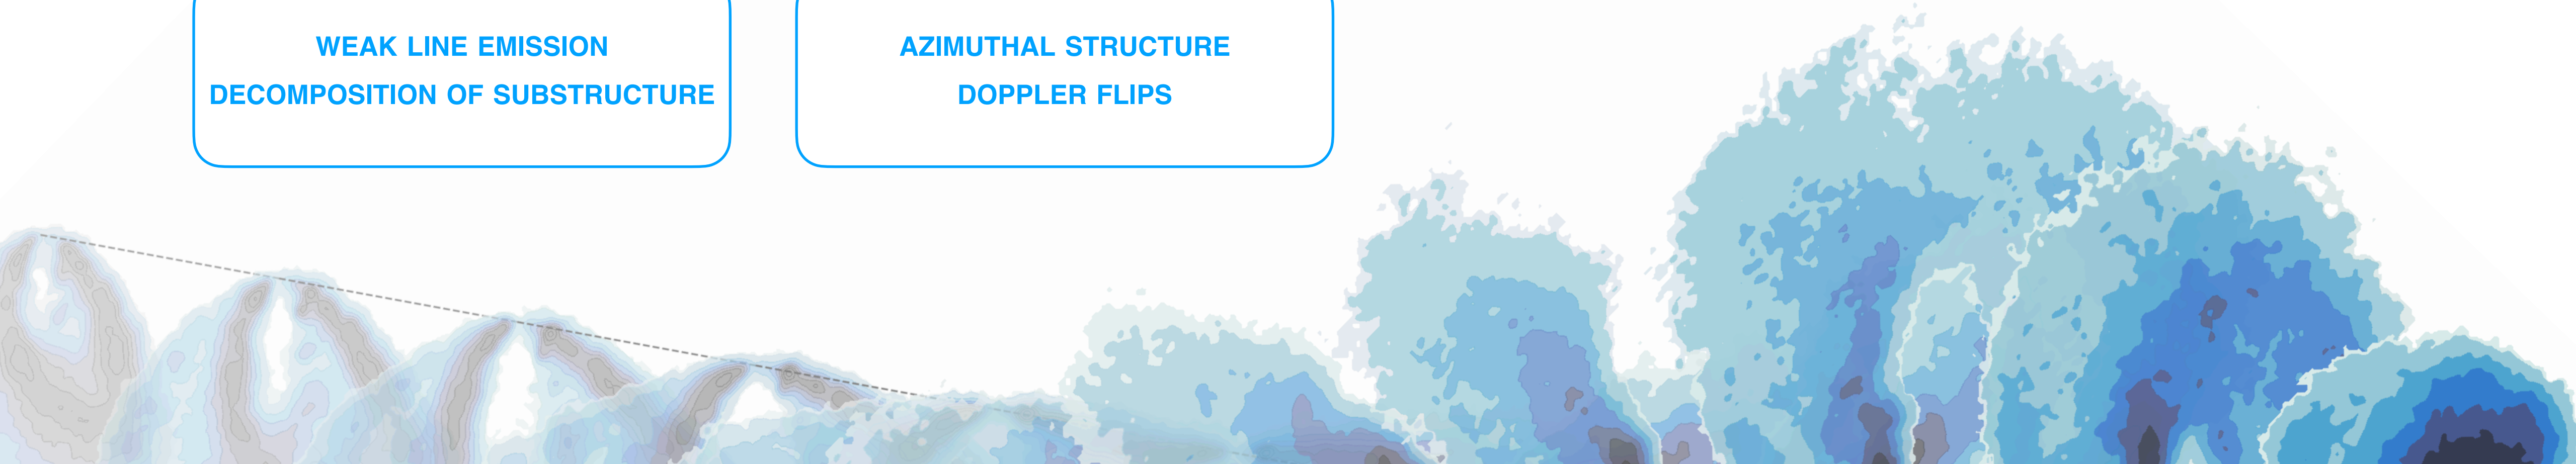 WEAK LINE EMISSION
DECOMPOSITION OF SUBSTRUCTURE
AZIMUTHAL STRUCTURE
DOPPLER FLIPS